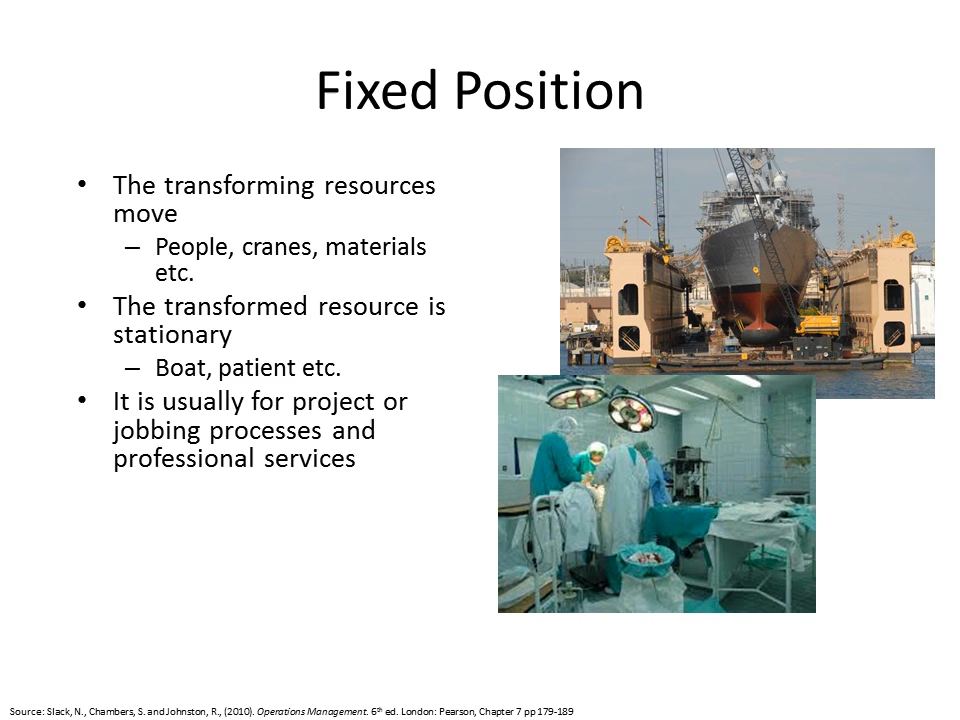 Fixed Position
• The transforming resources
move
– People, cranes, materials
etc.
• The transformed resource is
stationary
– Boat, patient etc.
• It is usually for project or
jobbing processes and
professional services
Source: Slack, N., Chambers, S. and Johnston, R., (2010). Operations Management. 6th ed. London: Pearson, Chapter 7 pp 179-189